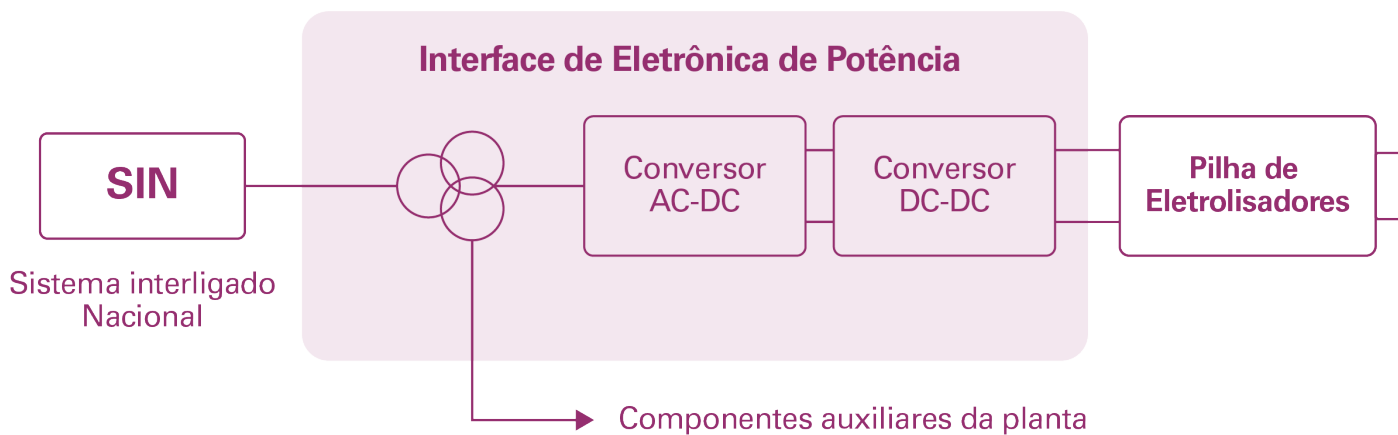 Interface de Eletrônica de Potência
SIN
Sistema interligado
Nacional
Conversor
AC-DC
Conversor
DC-DC
Pilha de
Eletrolisadores
Componentes auxiliares da planta